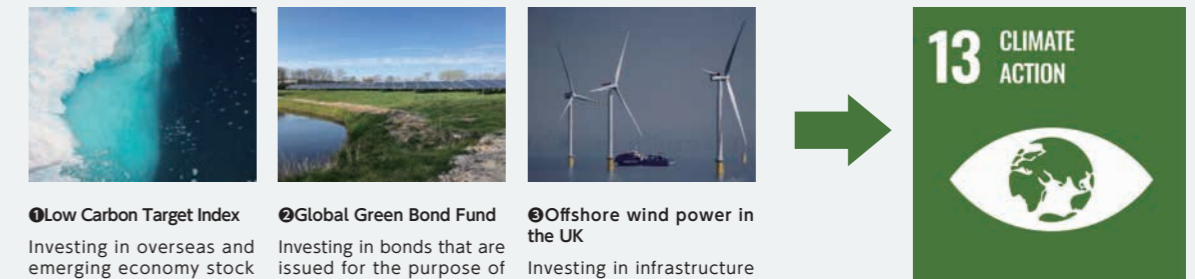 ❶Low Carbon Target Index
Investing in overseas and
emerging economy stock
❷Global Green Bond Fund
Investing in bonds that are
issued for the purpose of
❸Offshore wind power in
the UK
Investing in infrastructure
13 CLIMATE
ACTION